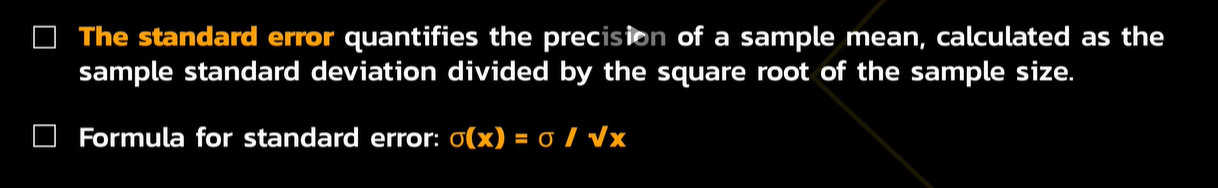 The standard error quantifies the precision of a sample mean, calculated as the
sample standard deviation divided by the square root of the sample size.
Formula for standard error: σ(x) = σ / √x